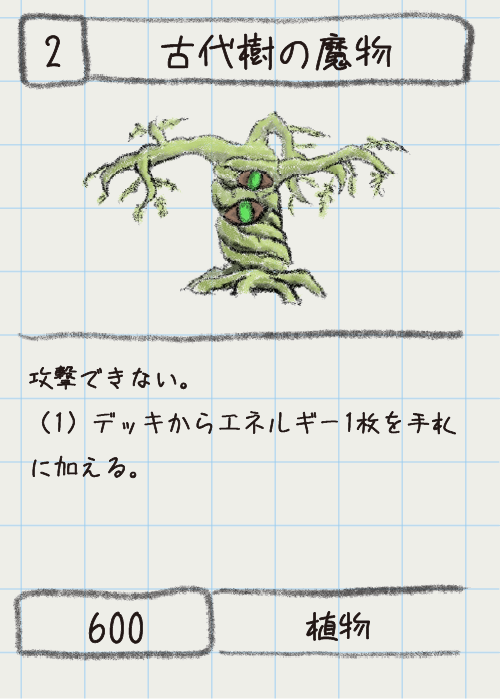 2
古代樹の魔物
攻撃できない。
（1）デッキからエネルギー1枚を手札
に加える。
600
植物